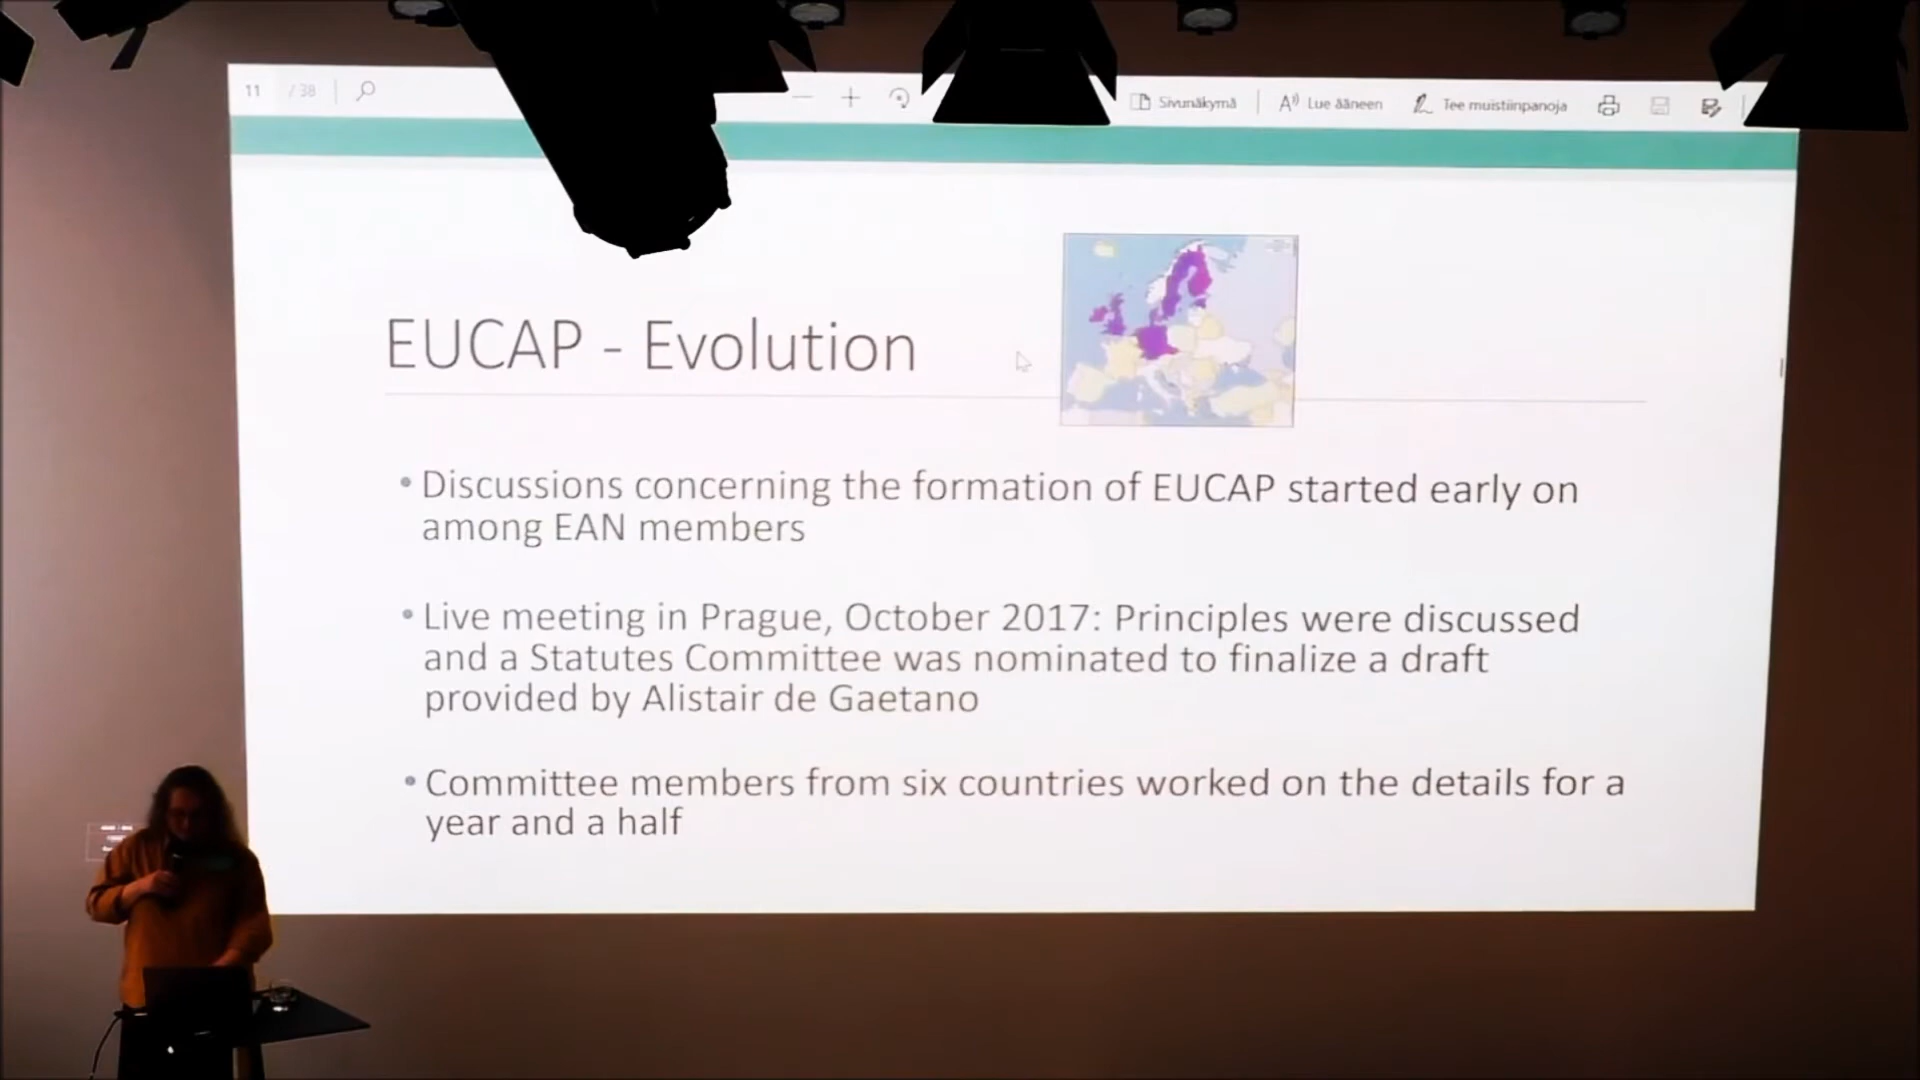 11 / 38
Sivunäkymä
Lue ääneen
Tee muistiinpanoja
EUCAP - Evolution
• Discussions concerning the formation of EUCAP started early on
among EAN members
• Live meeting in Prague, October 2017: Principles were discussed
and a Statutes Committee was nominated to finalize a draft
provided by Alistair de Gaetano
• Committee members from six countries worked on the details for a
year and a half